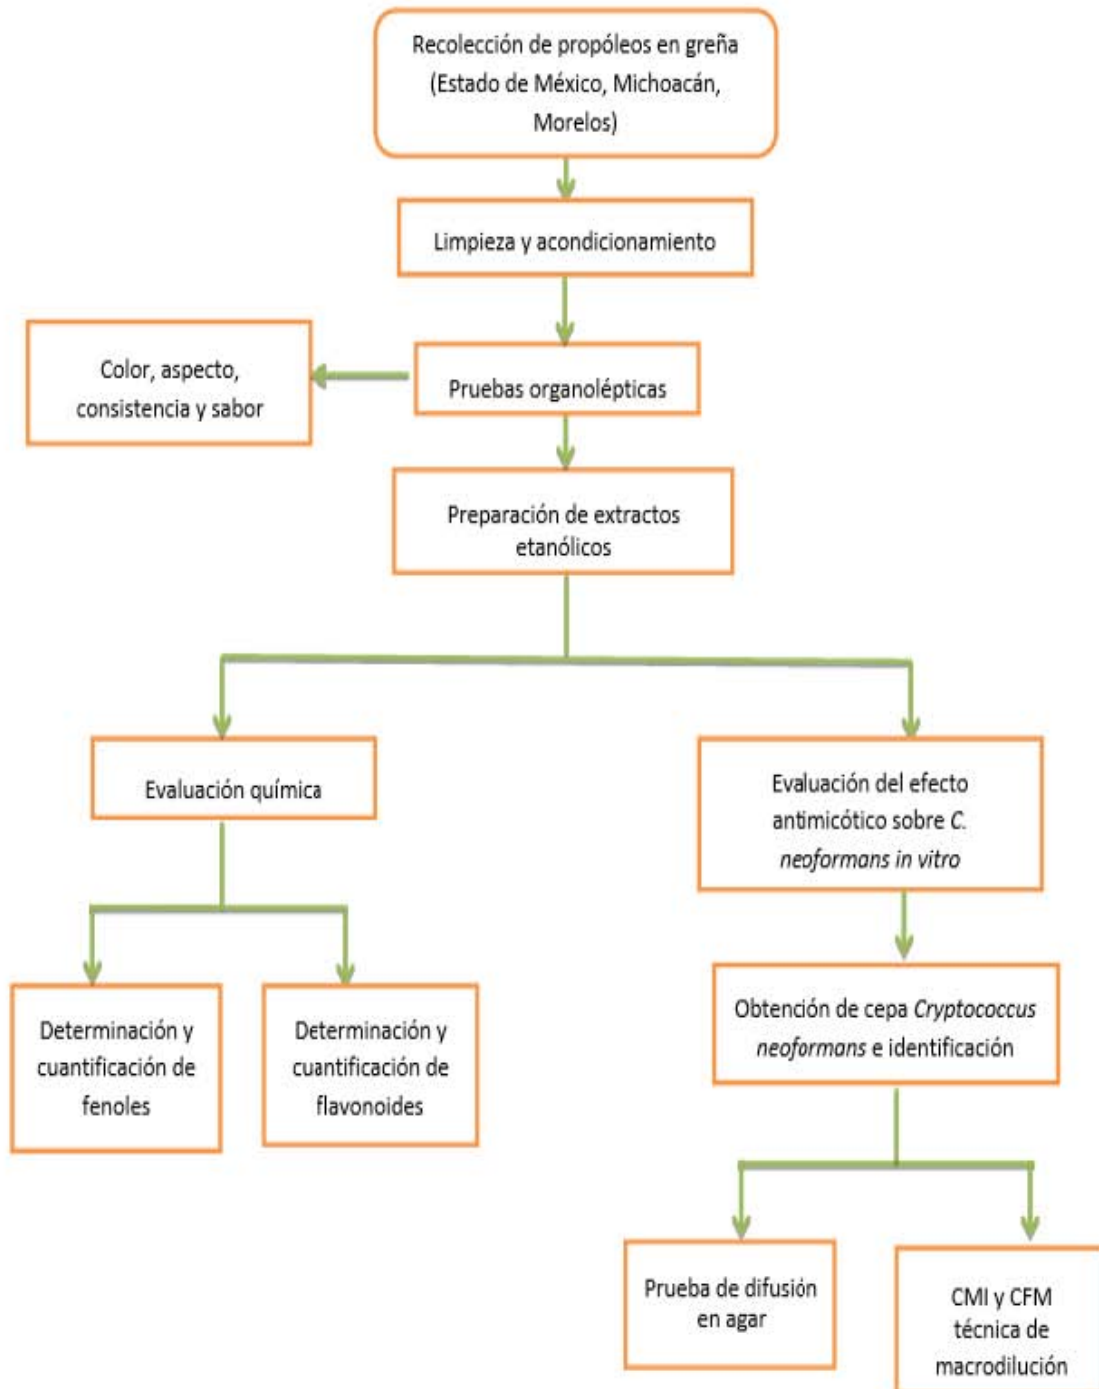 Recolección de propóleos en greña
(Estado de México, Michoacán,
Morelos)
Limpieza y acondicionamiento
Color, aspecto,
consistencia y sabor
Pruebas organolépticas
Preparación de extractos
etanólicos
Evaluación química
Evaluación del efecto
antimicótico sobre C.
neoformans in vitro
Determinación y
cuantificación de
fenoles
Determinación y
cuantificación de
flavonoides
Obtención de cepa Cryptococcus
neoformans e identificación
Prueba de difusión
en agar
CMI y CFM
técnica de
macrodilución